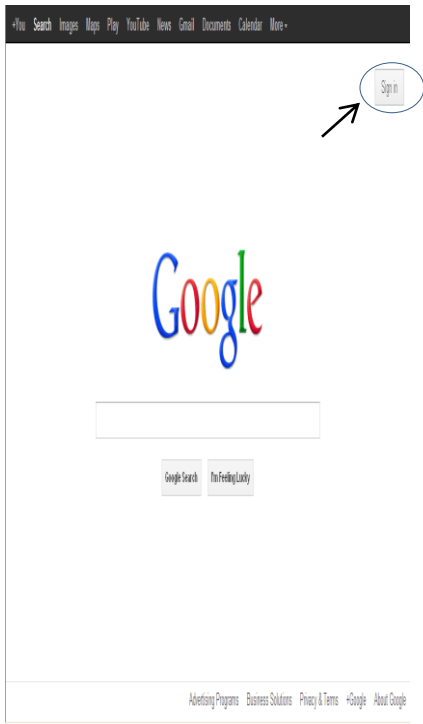 +You Search Images Maps Play YouTube News Gmail Documents Calendar More
Sign in
Google
Google Search I'm Feeling Lucky
Advertising Programs Business Solutions Privacy & Terms +Google About Google